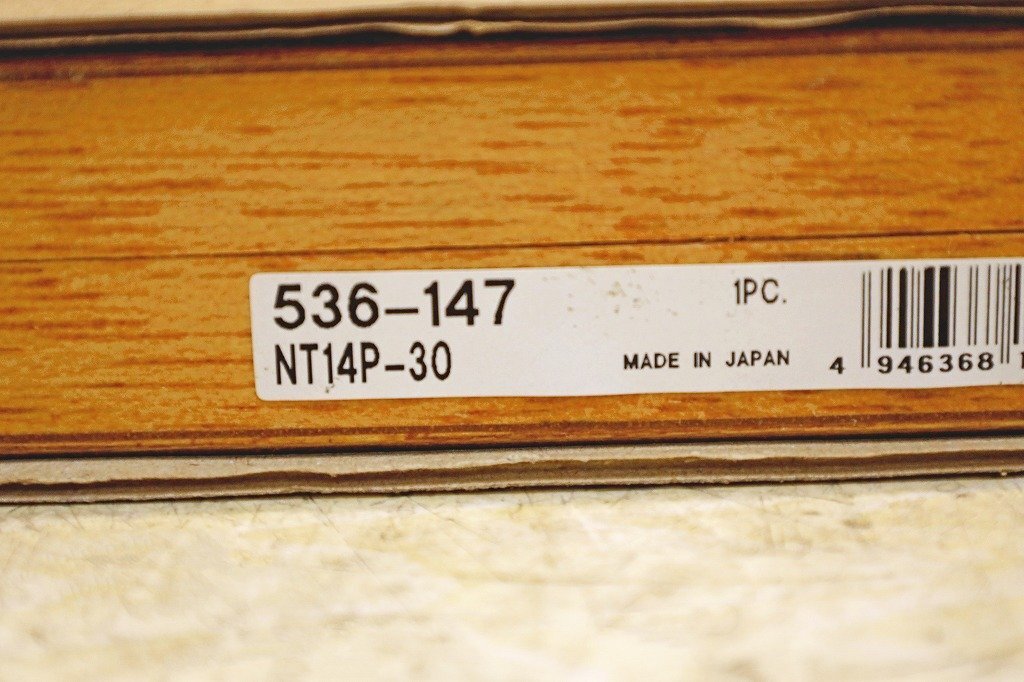 536-147
1PC.
NT14P-30
MADE IN JAPAN
4 946368